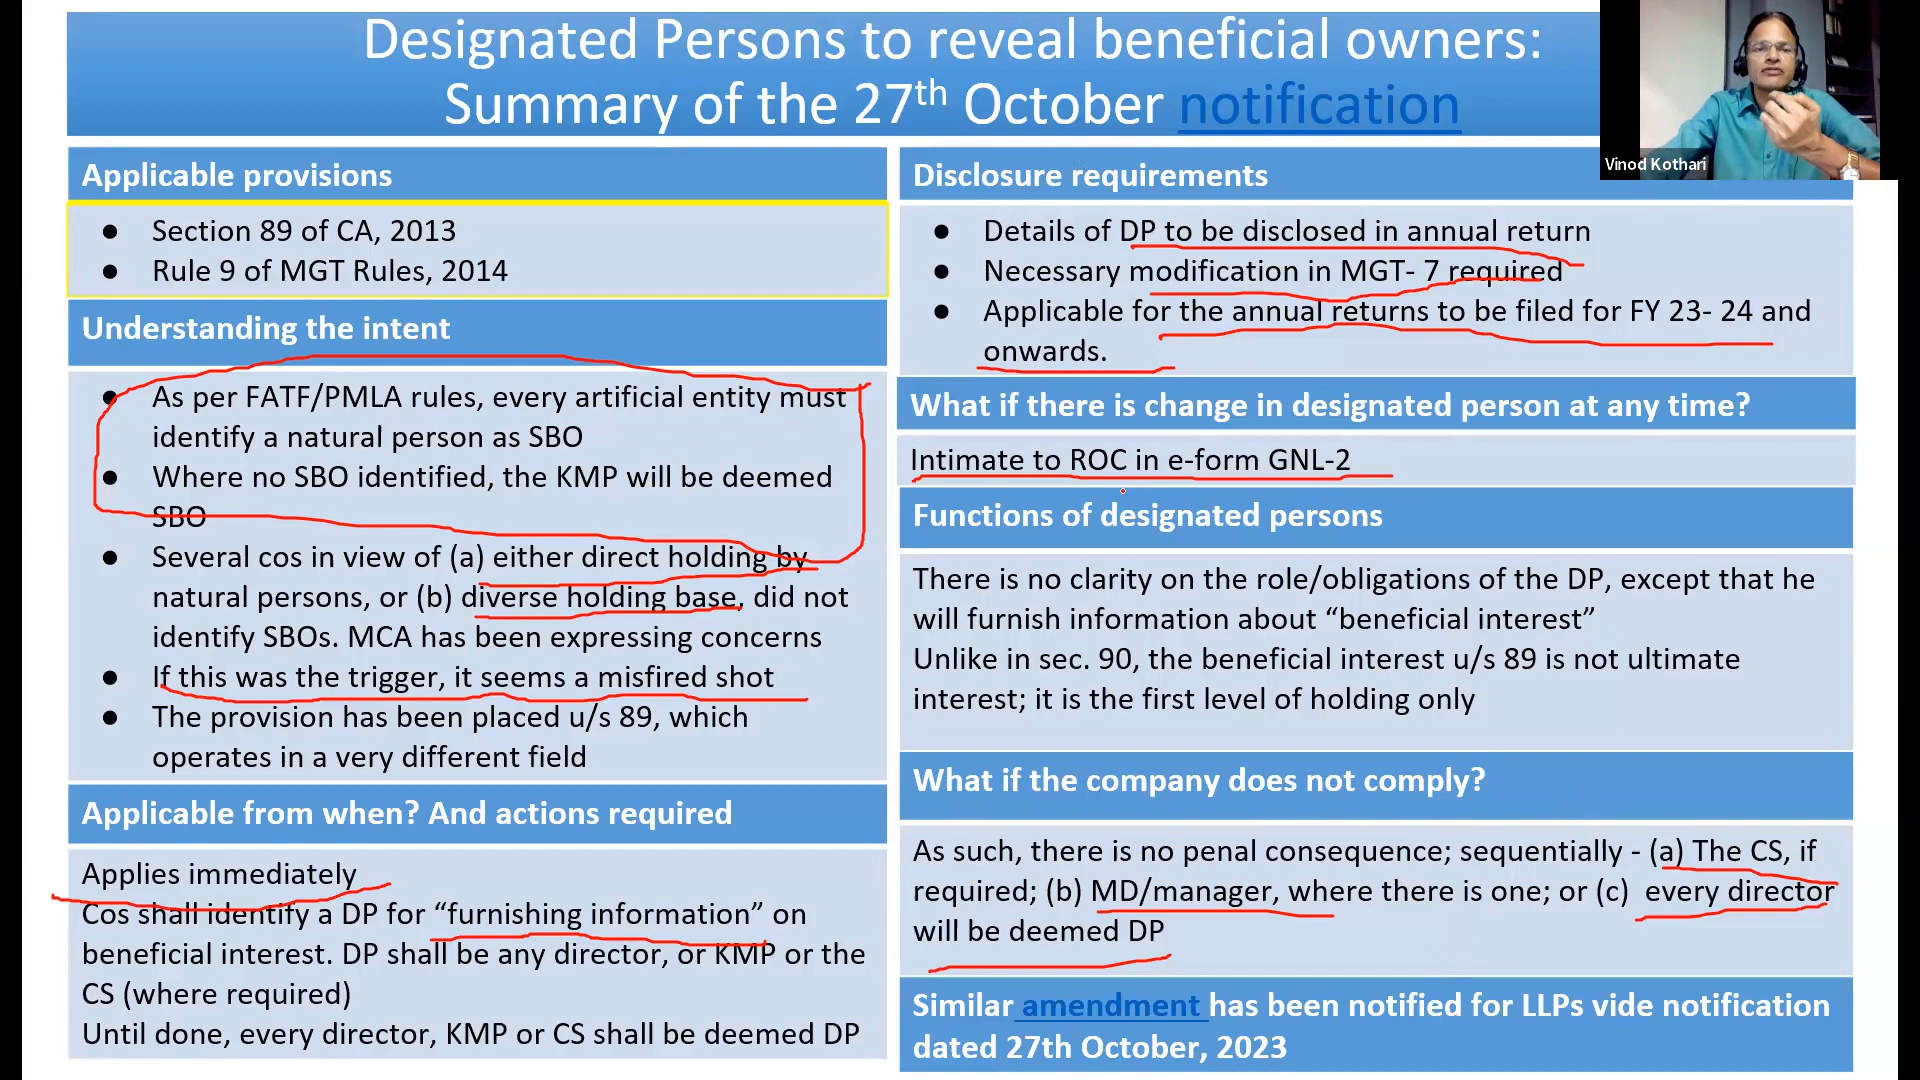 Designated Persons to reveal beneficial owners:
Summary of the 27th October notification
Vinod Kothari
Applicable provisions
● Section 89 of CA, 2013
● Rule 9 of MGT Rules, 2014
Understanding the intent
● As per FATF/PMLA rules, every artificial entity must
identify a natural person as SBO
● Where no SBO identified, the KMP will be deemed
SBO
● Several cos in view of (a) either direct holding by
natural persons, or (b) diverse holding base, did not
identify SBOs. MCA has been expressing concerns
● If this was the trigger, it seems a misfired shot
● The provision has been placed u/s 89, which
operates in a very different field
Applicable from when? And actions required
Applies immediately
Cos shall identify a DP for “furnishing information” on
beneficial interest. DP shall be any director, or KMP or the
CS (where required)
Until done, every director, KMP or CS shall be deemed DP
Disclosure requirements
● Details of DP to be disclosed in annual return
● Necessary modification in MGT- 7 required
● Applicable for the annual returns to be filed for FY 23- 24 and
onwards.
What if there is change in designated person at any time?
Intimate to ROC in e-form GNL-2
Functions of designated persons
There is no clarity on the role/obligations of the DP, except that he
will furnish information about “beneficial interest”
Unlike in sec. 90, the beneficial interest u/s 89 is not ultimate
interest; it is the first level of holding only
What if the company does not comply?
As such, there is no penal consequence; sequentially - (a) The CS, if
required; (b) MD/manager, where there is one; or (c) every director
will be deemed DP
Similar amendment has been notified for LLPs vide notification
dated 27th October, 2023